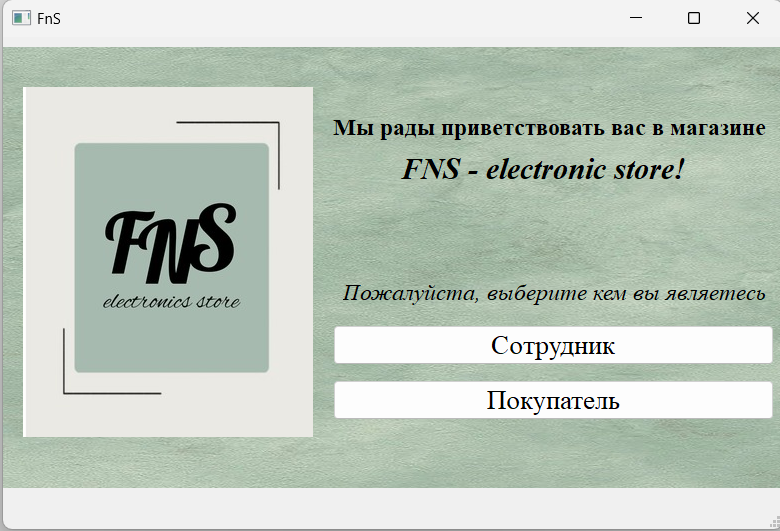 FnS
Мы рады приветствовать вас в магазине
FNS - electronic store!
FNS
electronics store
Пожалуйста, выберите кем вы являетесь
Сотрудник
Покупатель